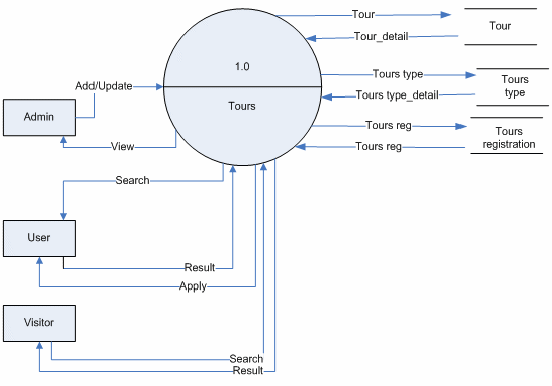 Tour
Tour
Tour_detail
1.0
Tours type
Tours
type
Add/Update
Tours type_detail
Tours
Admin
Tours reg
Tours
registration
View
Tours reg
Search
User
Result
Apply
Visitor
Search
Result